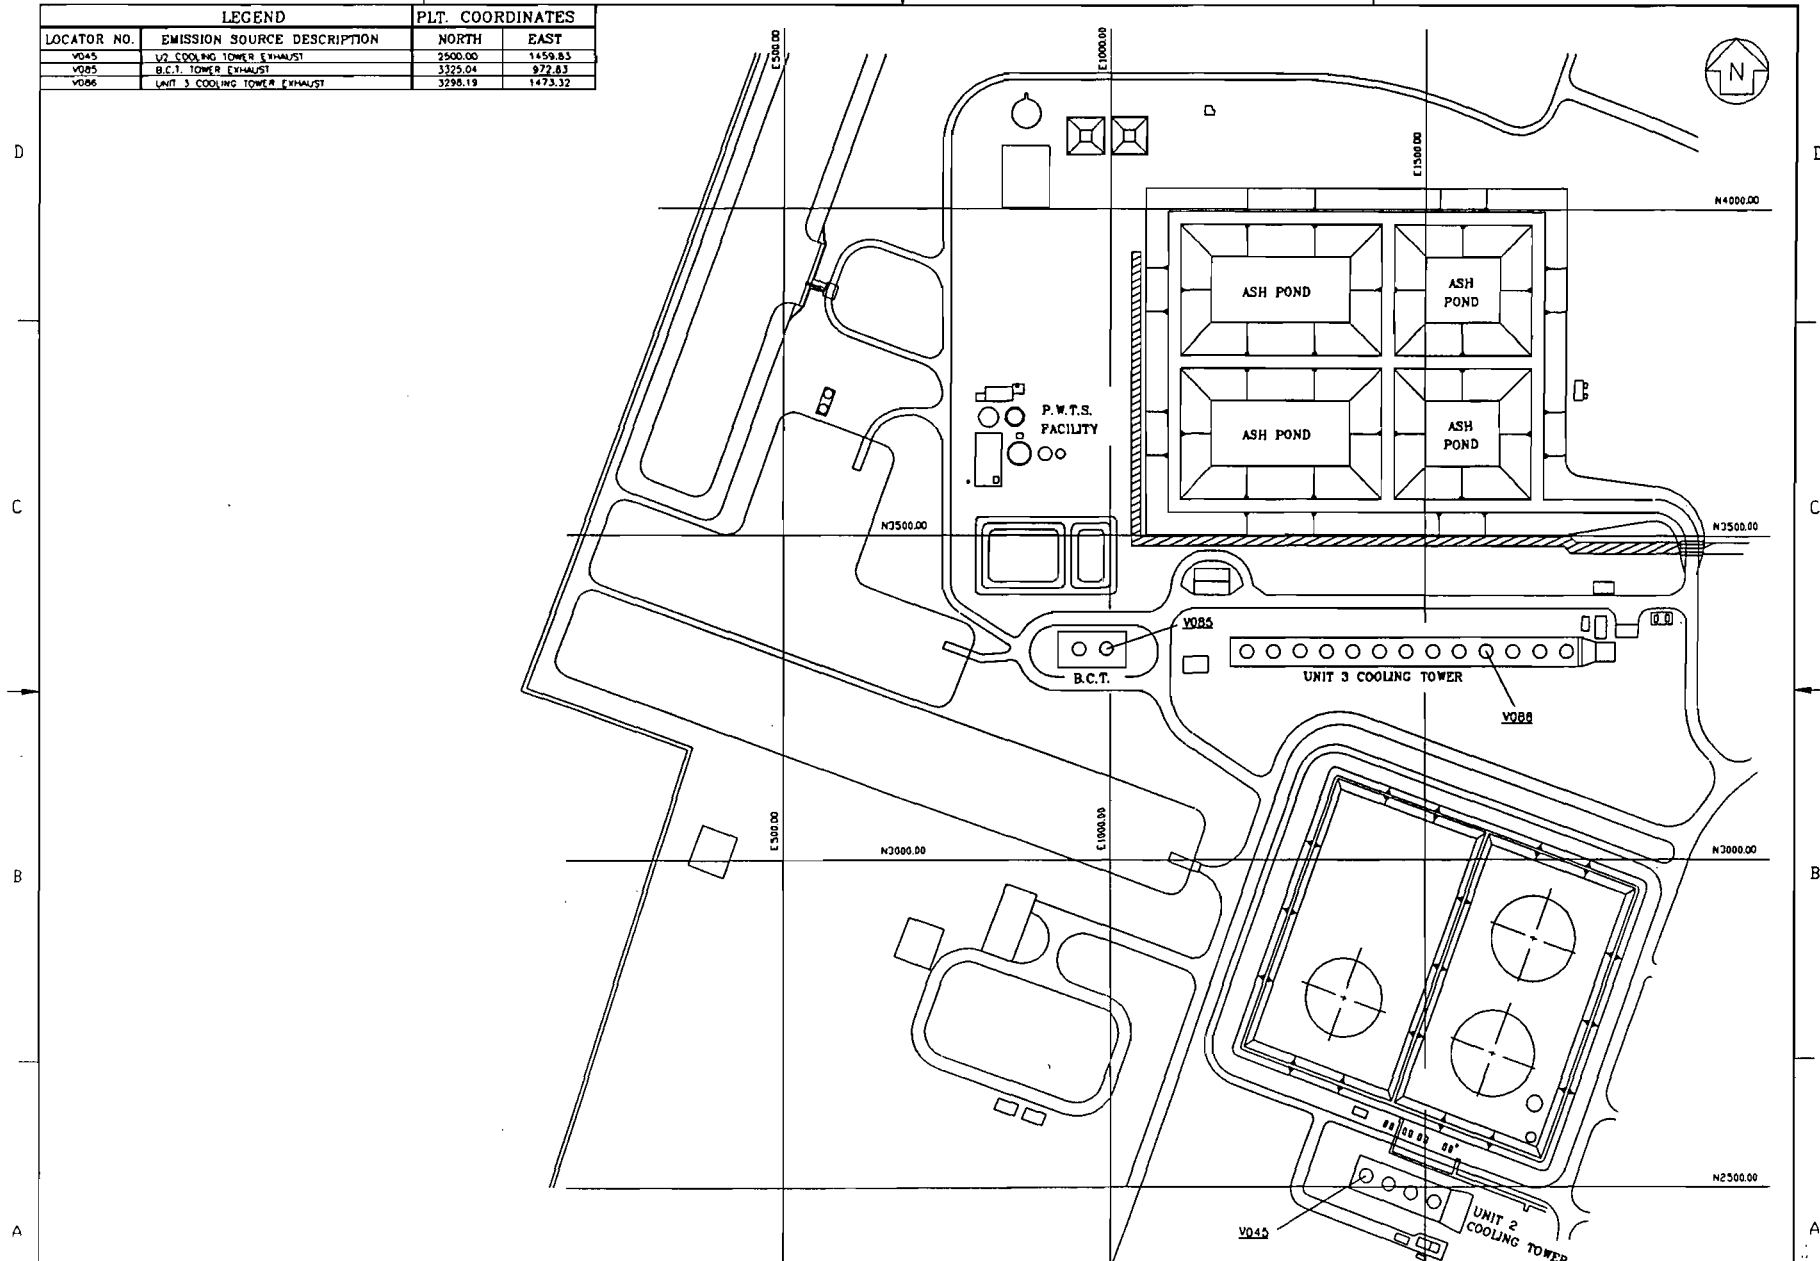 LEGEND PLT. COORDINATES
LOCATOR NO. EMISSION SOURCE DESCRIPTION NORTH EAST
V045 U2 COOLING TOWER EXHAUST 2500.00 1459.83
V085 B.C.T. TOWER EXHAUST 3325.04 972.83
V086 UNIT 3 COOLING TOWER EXHAUST 3298.19 1473.32
E500.00
E1000.00
N
D
D
E1500.00
N4000.00
ASH POND
ASH
POND
P.W.T.S.
FACILITY
ASH POND
ASH
POND
C
C
N3500.00
N3500.00
V085
B.C.T.
UNIT 3 COOLING TOWER
V086
E500.00
E1000.00
N3000.00
N3000.00
B
B
N2500.00
V045
UNIT 2
COOLING TOWER
A
A